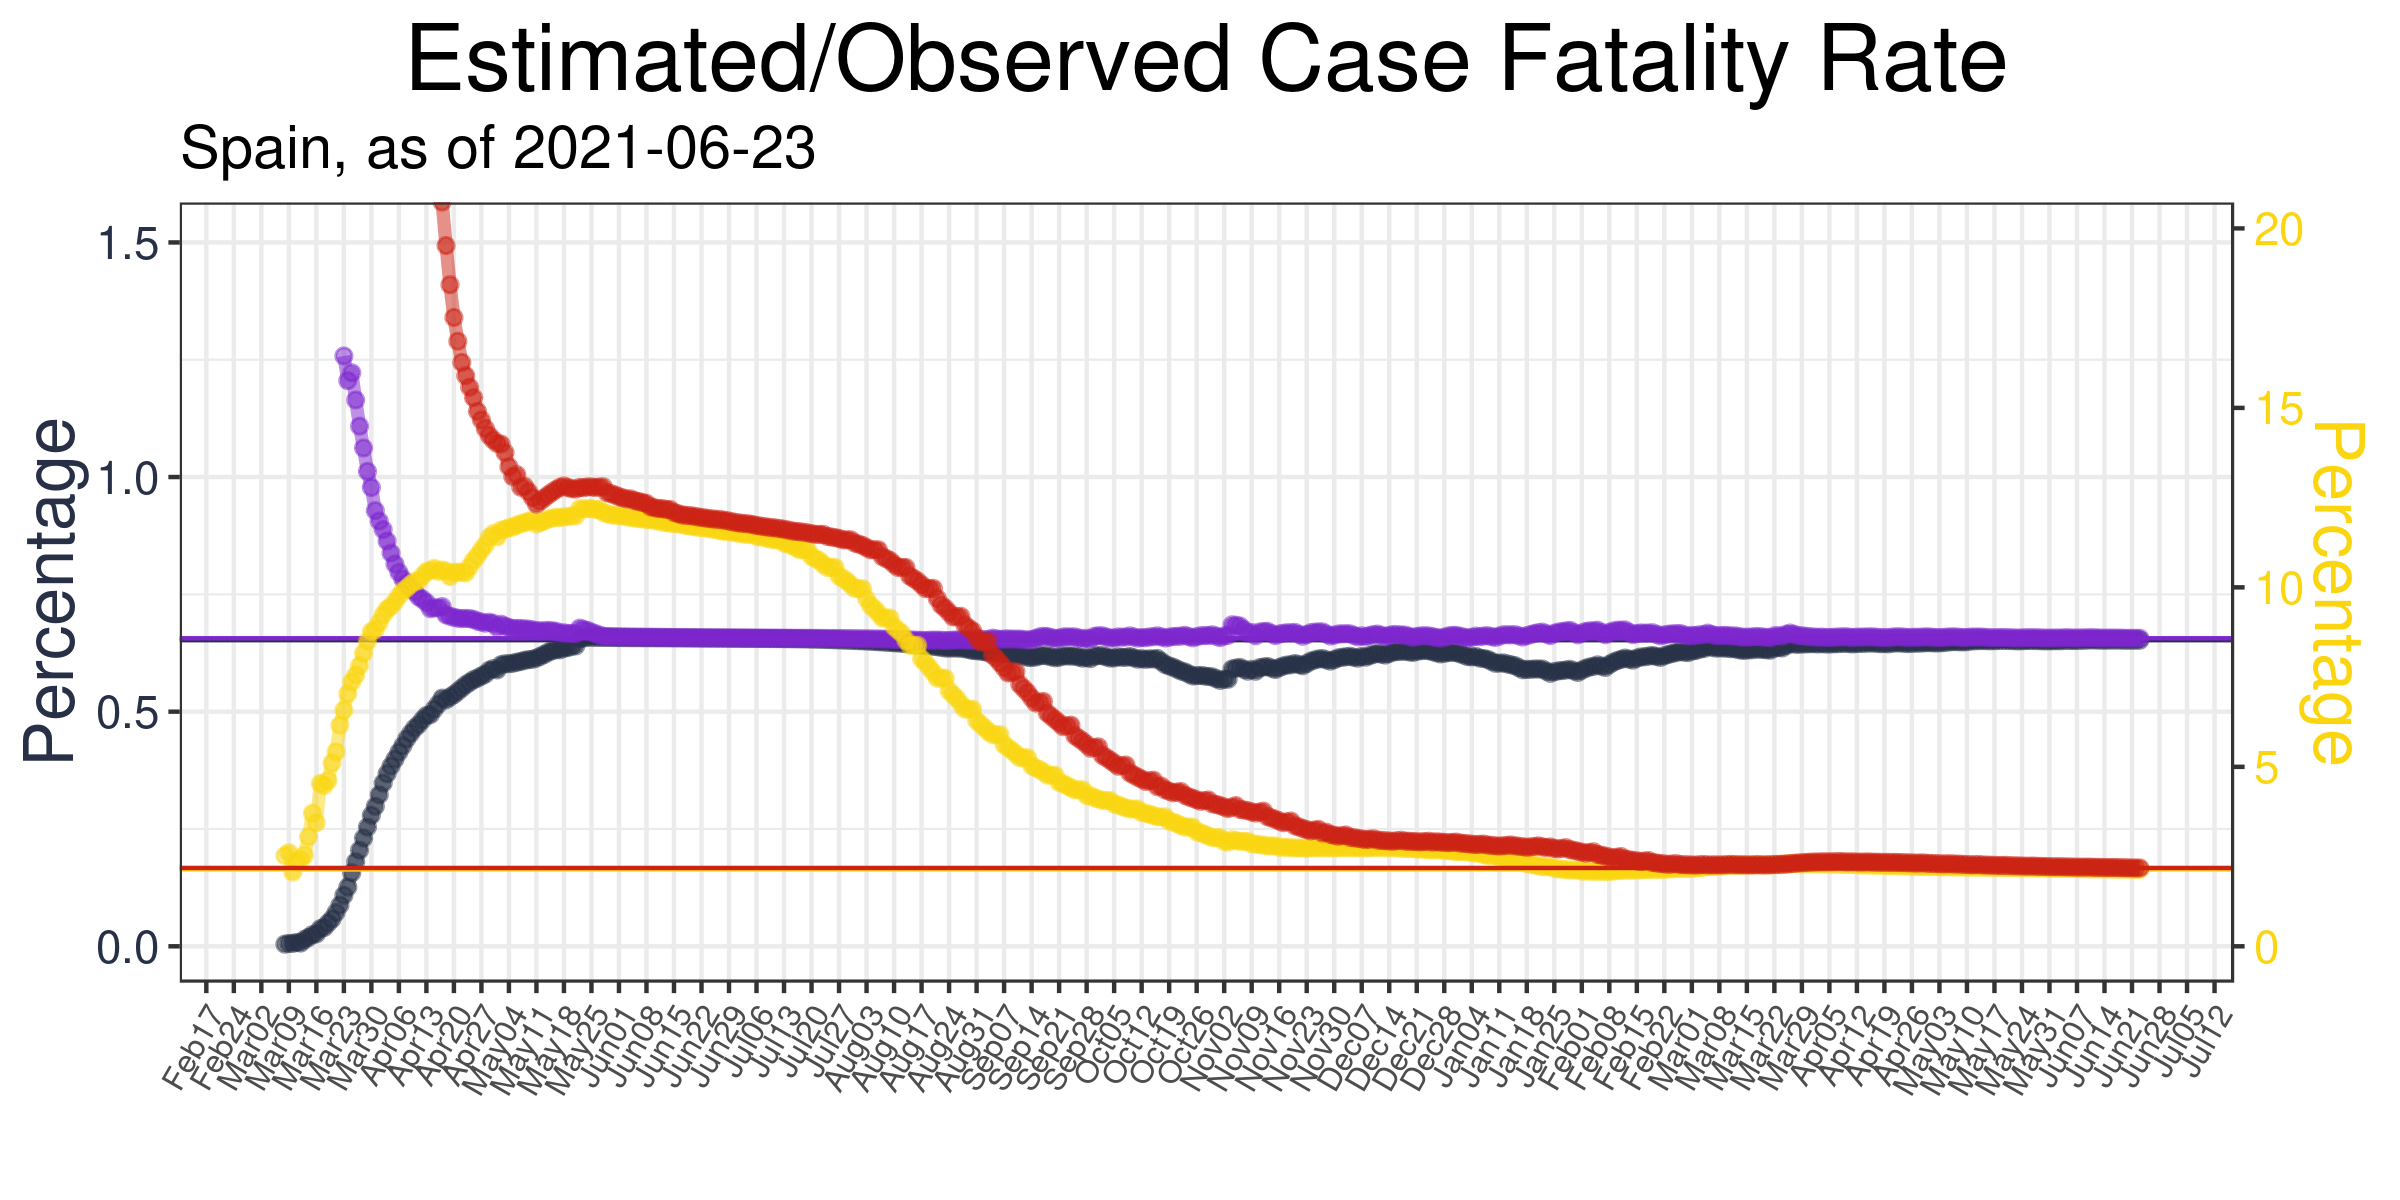 Estimated/Observed Case Fatality Rate
Spain, as of 2021-06-23
Percentage
1.5
1.0
0.5
0.0
20
15
10
5
0
Percentage
Feb17
Feb24
Mar02
Mar09
Mar16
Mar23
Mar30
Apr06
Apr13
Apr20
Apr27
May04
May11
May18
May25
Jun01
Jun08
Jun15
Jun22
Jun29
Jul06
Jul13
Jul20
Jul27
Aug03
Aug10
Aug17
Aug24
Aug31
Sep07
Sep14
Sep21
Sep28
Oct05
Oct12
Oct19
Oct26
Nov02
Nov09
Nov16
Nov23
Nov30
Dec07
Dec14
Dec21
Dec28
Jan04
Jan11
Jan18
Jan25
Feb01
Feb08
Feb15
Feb22
Mar01
Mar08
Mar15
Mar22
Mar29
Apr05
Apr12
Apr19
Apr26
May03
May10
May17
May24
May31
Jun07
Jun14
Jun21
Jun28
Jul05
Jul12